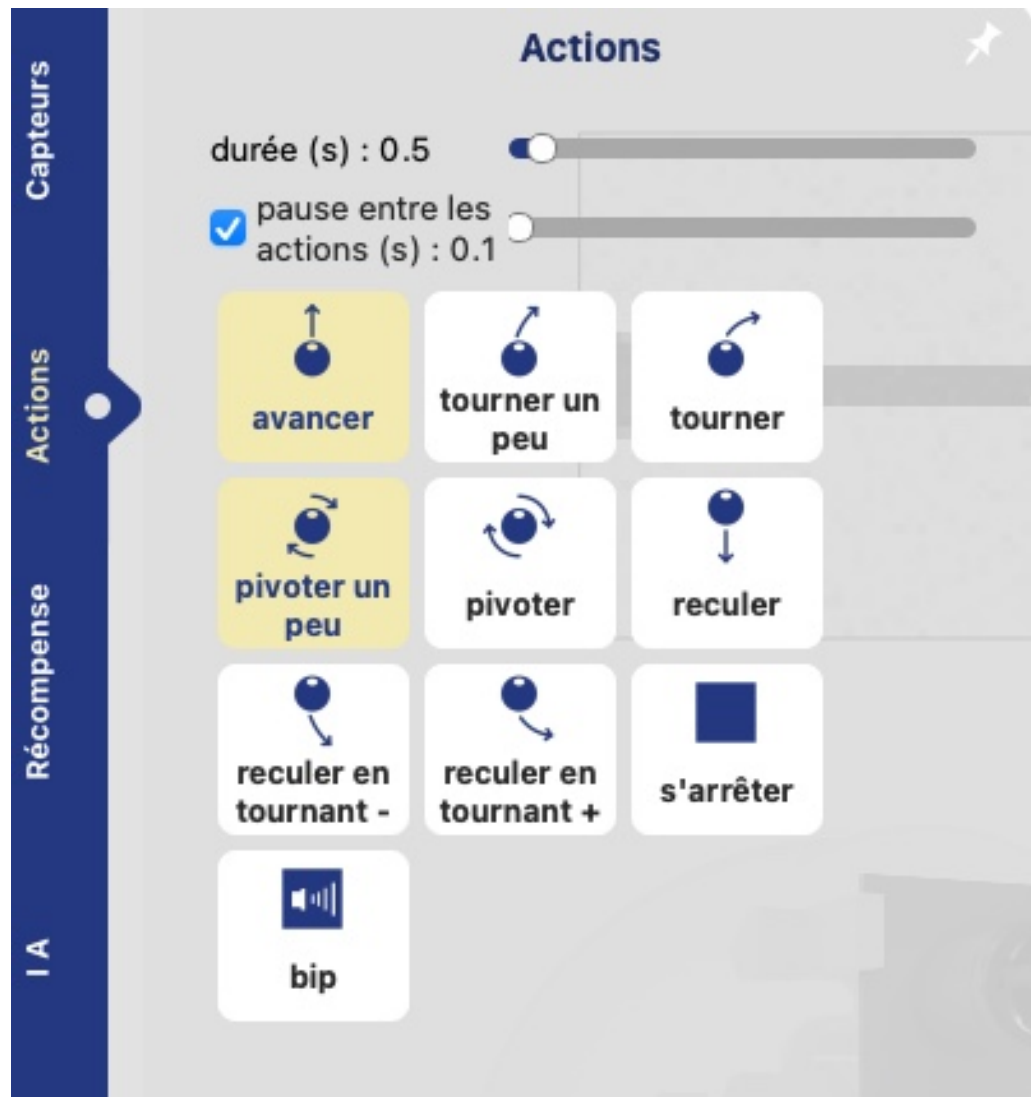 Actions
durée (s) : 0.5
pause entre les
actions (s) : 0.1
avancer
tourner un
peu
tourner
pivoter un
peu
pivoter
reculer
reculer en
tournant -
reculer en
tournant +
s'arrêter
bip
Capteurs
Actions
Récompense
I A